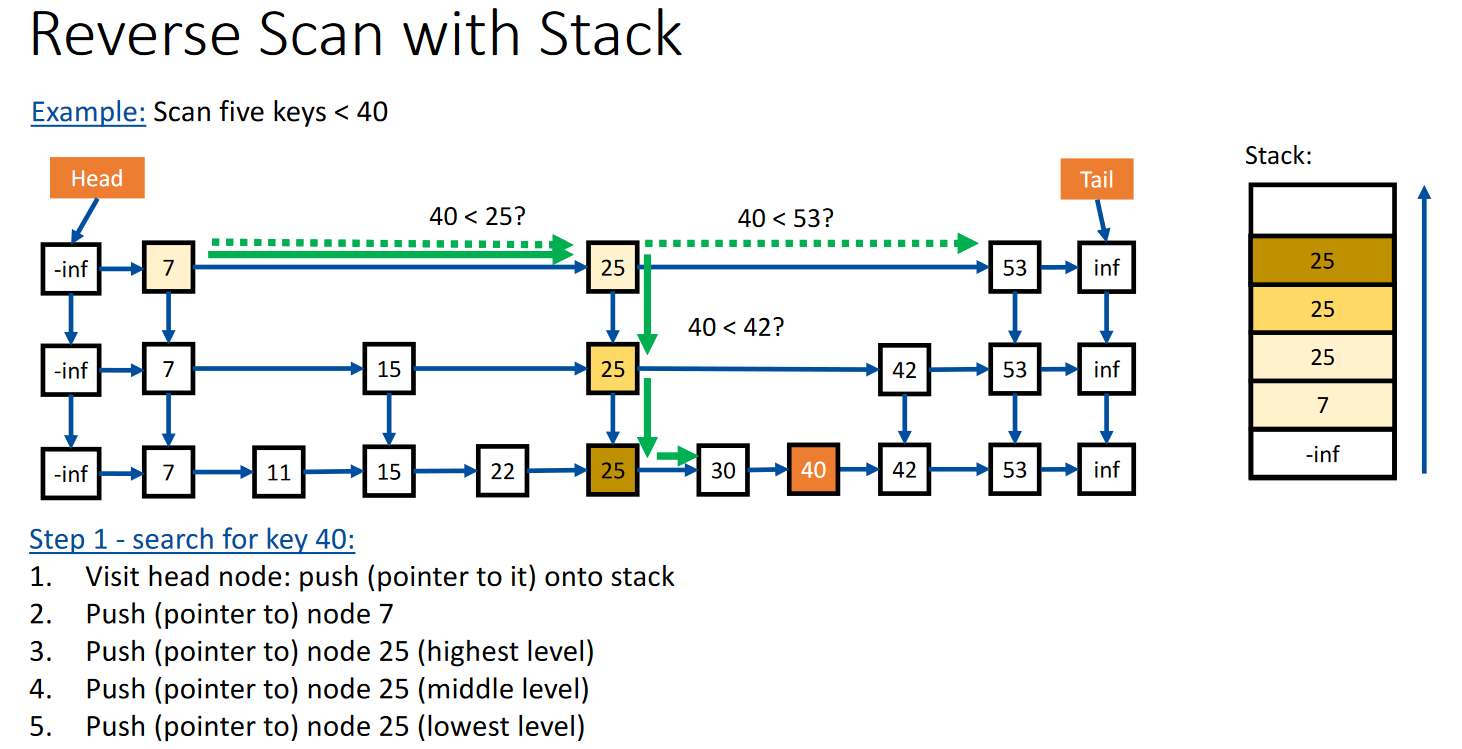 Reverse Scan with Stack
Example: Scan five keys < 40
Stack:
Head
Tail
40 < 25?
40 < 53?
-inf 7 25 53 inf
40 < 42?
-inf 7 15 25 42 53 inf
-inf 7 11 15 22 25 30 40 42 53 inf
25
25
25
7
-inf
Step 1 - search for key 40:
1. Visit head node: push (pointer to it) onto stack
2. Push (pointer to) node 7
3. Push (pointer to) node 25 (highest level)
4. Push (pointer to) node 25 (middle level)
5. Push (pointer to) node 25 (lowest level)